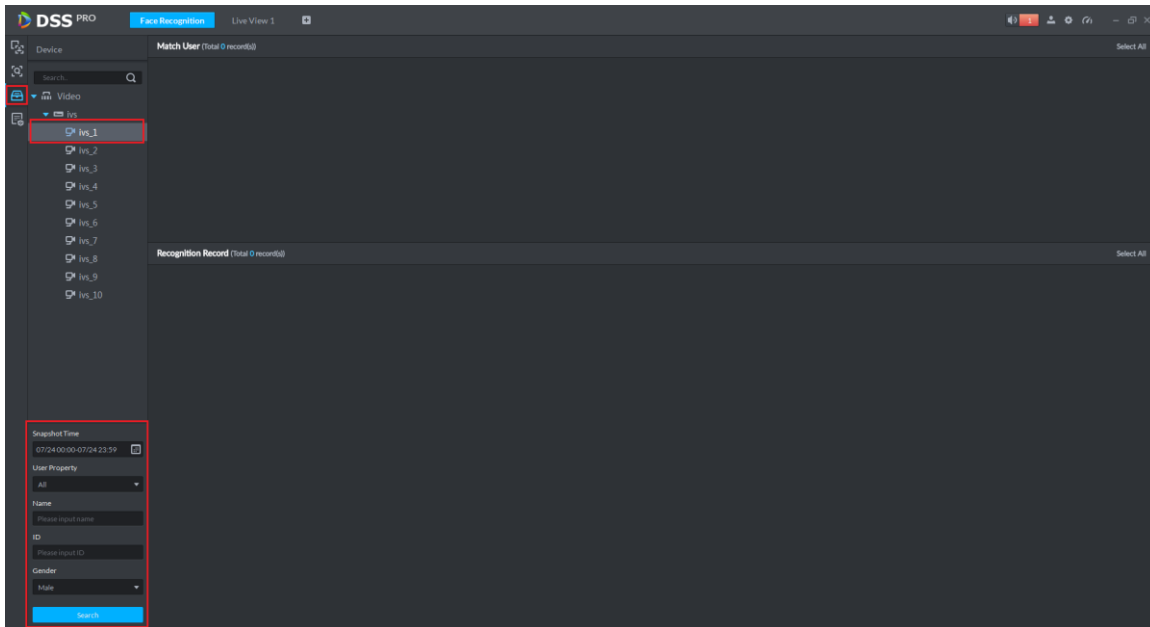 DSS PRO
Face Recognition
Live View 1
1
Device
Match User (Total 0 record(s))
Select All
Search..
Video
ivs
ivs_1
ivs_2
ivs_3
ivs_4
ivs_5
ivs_6
ivs_7
ivs_8
ivs_9
ivs_10
Recognition Record (Total 0 record(s))
Select All
Snapshot Time
07/24 00:00-07/24 23:59
User Property
All
Name
Please input name
ID
Please input ID
Gender
Male
Search